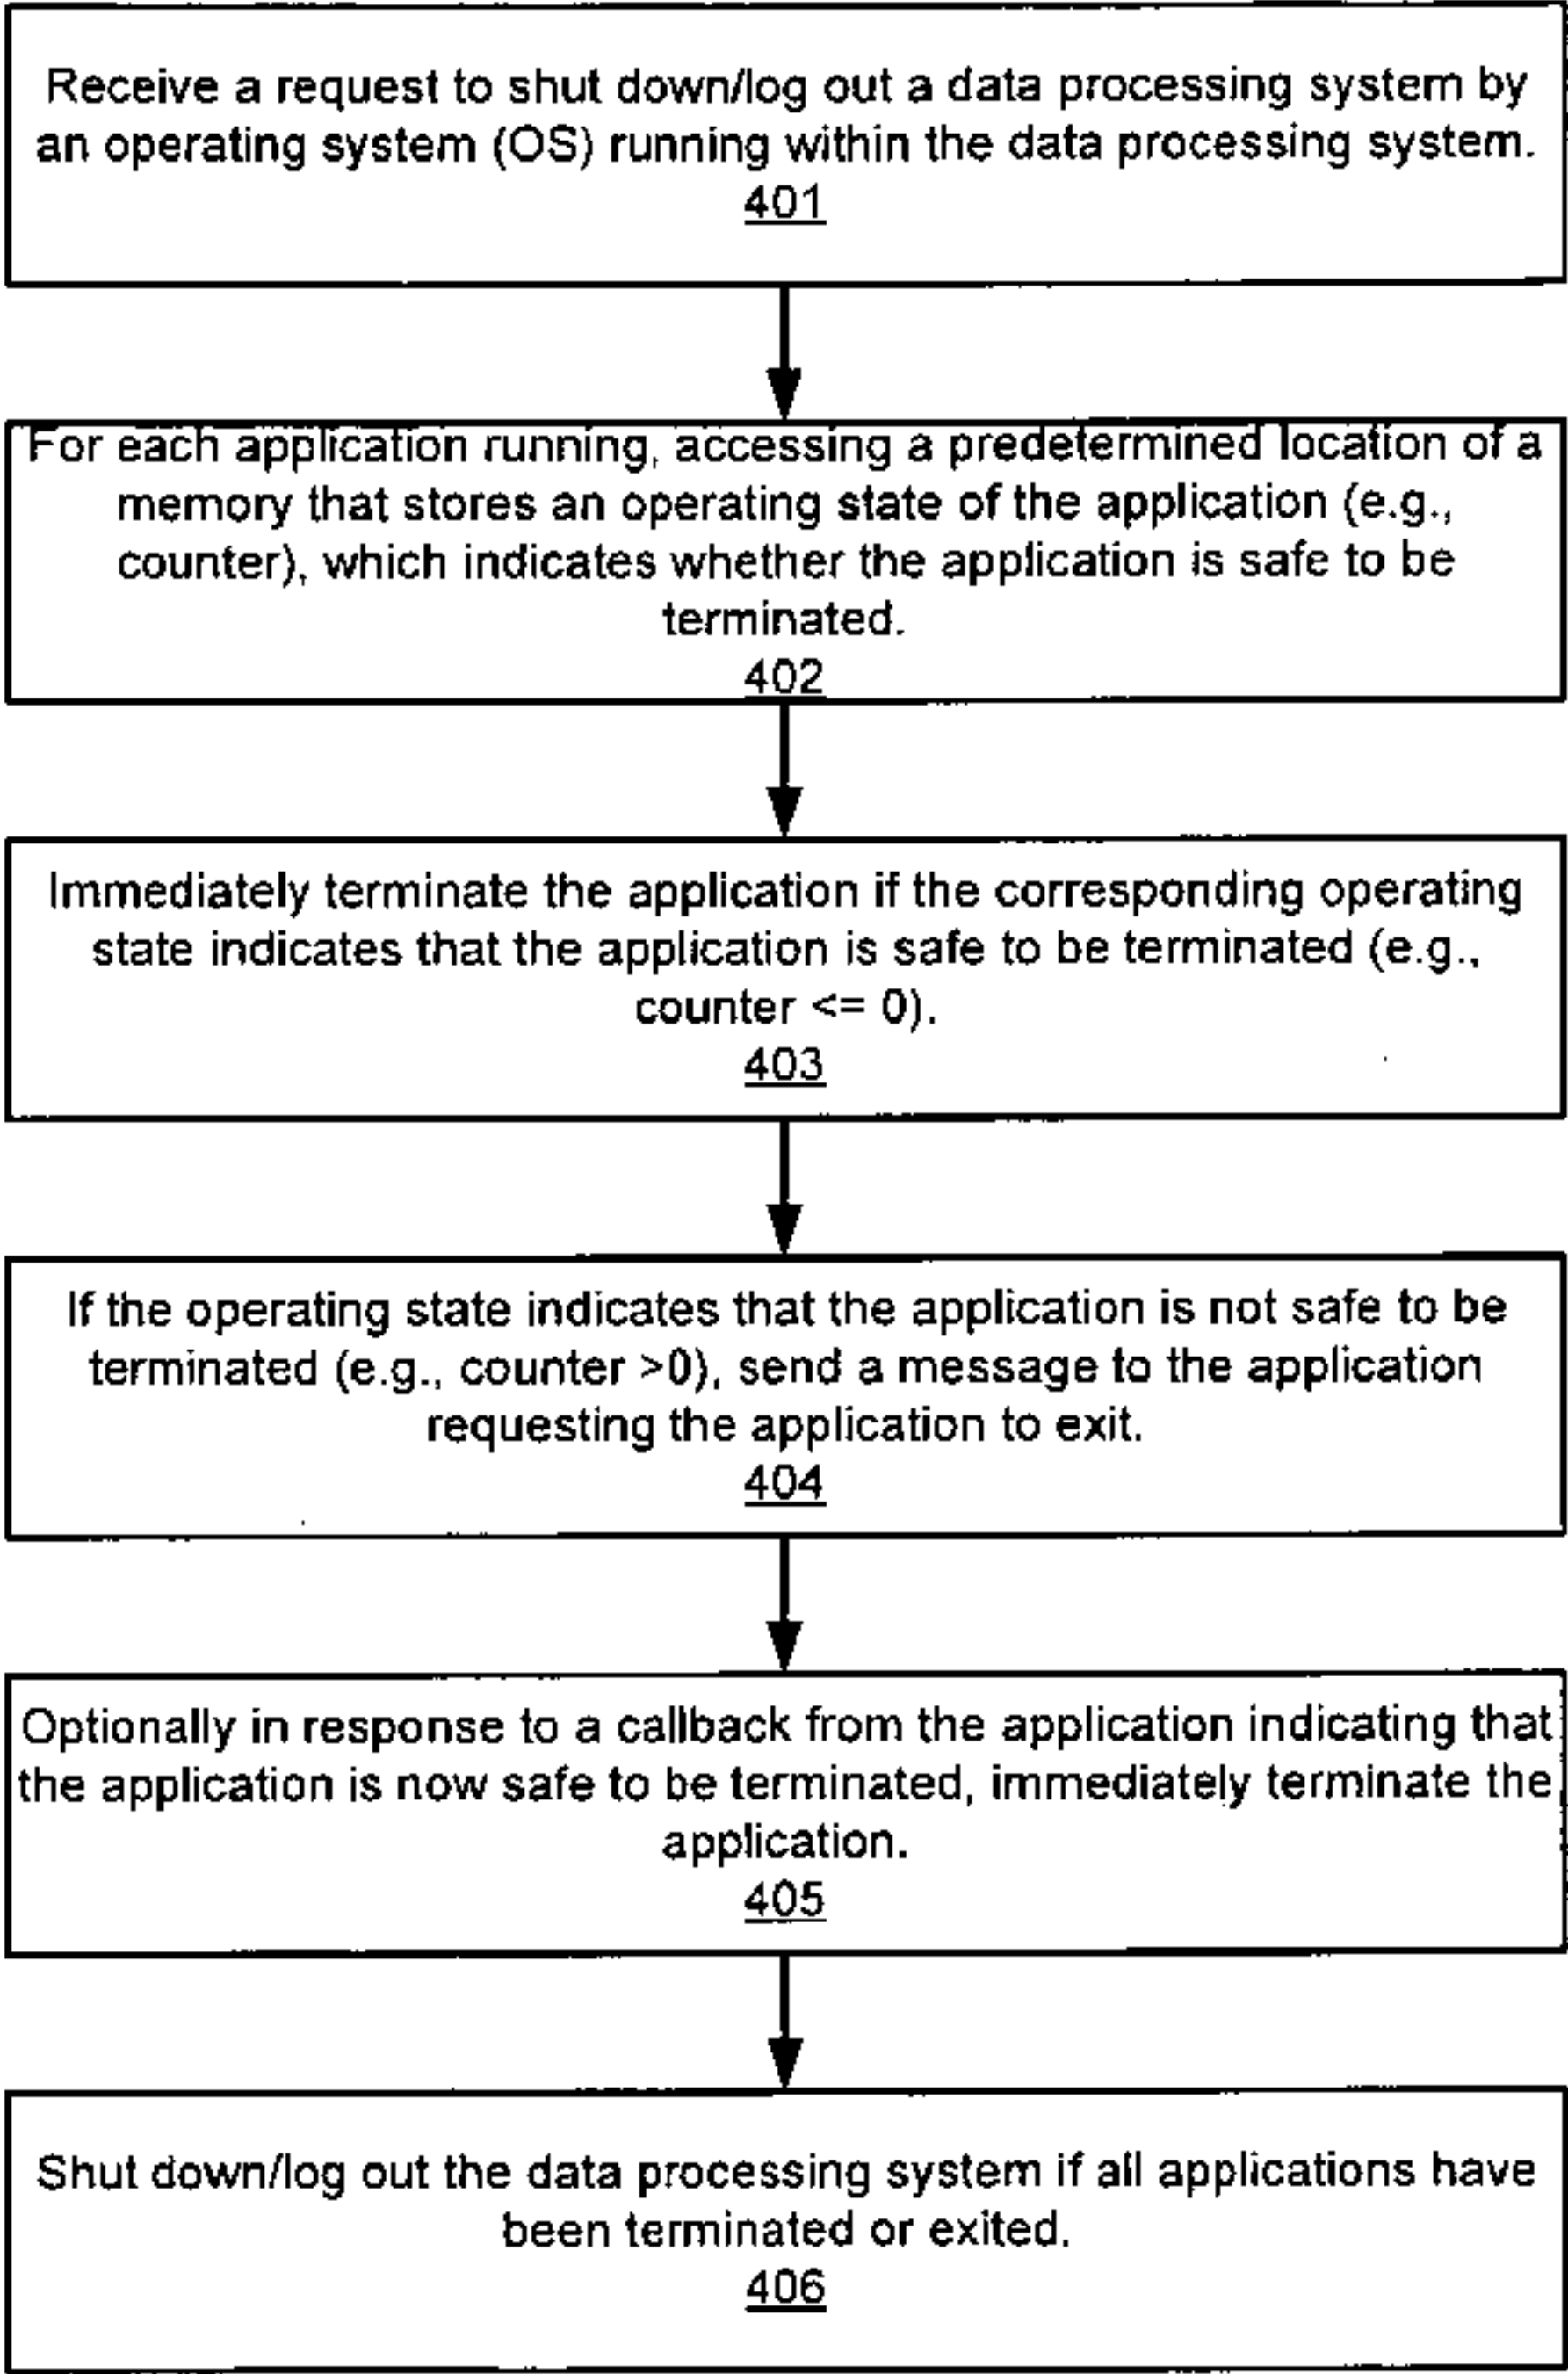 Receive a request to shut down/log out a data processing system by
an operating system (OS) running within the data processing system.
401
For each application running, accessing a predetermined location of a
memory that stores an operating state of the application (e.g.,
counter), which indicates whether the application is safe to be
terminated.
402
Immediately terminate the application if the corresponding operating
state indicates that the application is safe to be terminated (e.g.,
counter <= 0).
403
If the operating state indicates that the application is not safe to be
terminated (e.g., counter >0), send a message to the application
requesting the application to exit.
404
Optionally in response to a callback from the application indicating that
the application is now safe to be terminated, immediately terminate the
application.
405
Shut down/log out the data processing system if all applications have
been terminated or exited.
406